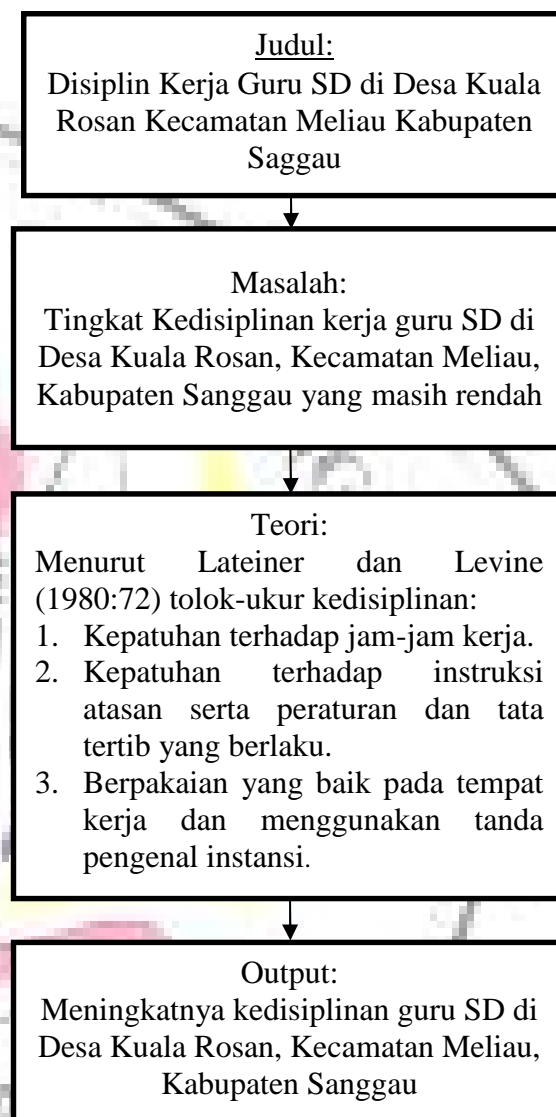 Judul:
Disiplin Kerja Guru SD di Desa Kuala
Rosan Kecamatan Meliau Kabupaten
Saggau
Masalah:
Tingkat Kedisiplinan kerja guru SD di
Desa Kuala Rosan, Kecamatan Meliau,
Kabupaten Sanggau yang masih rendah
Teori:
Menurut Lateiner dan Levine
(1980:72) tolok-ukur kedisiplinan:
1. Kepatuhan terhadap jam-jam kerja.
2. Kepatuhan terhadap instruksi
atasan serta peraturan dan tata
tertib yang berlaku.
3. Berpakaian yang baik pada tempat
kerja dan menggunakan tanda
pengenal instansi.
Output:
Meningkatnya kedisiplinan guru SD di
Desa Kuala Rosan, Kecamatan Meliau,
Kabupaten Sanggau